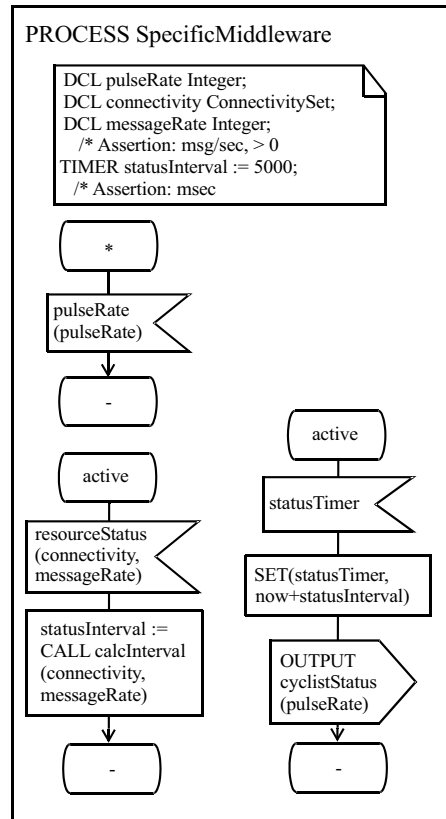 PROCESS SpecificMiddleware
DCL pulseRate Integer;
DCL connectivity ConnectivitySet;
DCL messageRate Integer;
/* Assertion: msg/sec, > 0
TIMER statusInterval := 5000;
/* Assertion: msec
*
pulseRate
(pulseRate)
-
active
resourceStatus
(connectivity,
messageRate)
statusInterval :=
CALL calcInterval
(connectivity,
messageRate)
-
active
statusTimer
SET(statusTimer,
now+statusInterval)
OUTPUT
cyclistStatus
(pulseRate)
-